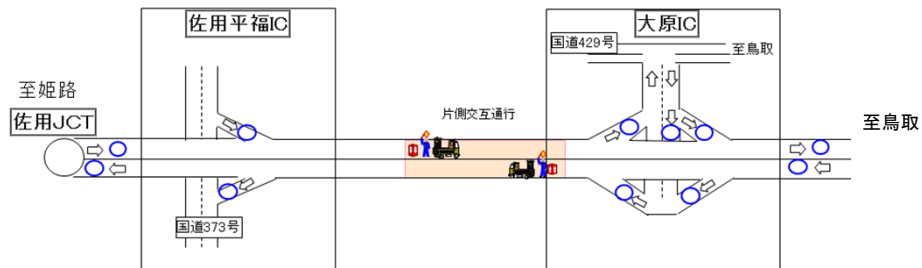 佐用平福IC
大原IC
国道429号
至鳥取
至姫路
佐用JCT
片側交互通行
至鳥取
国道373号